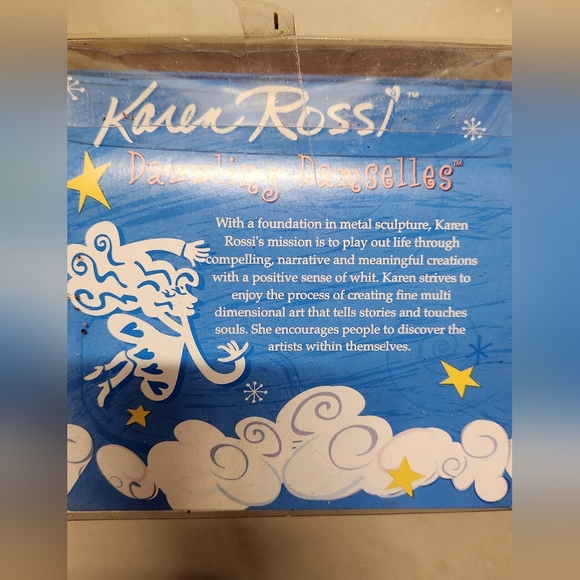 Karen Rossi™
Dazzling Damselles™
With a foundation in metal sculpture, Karen
Rossi's mission is to play out life through
compelling, narrative and meaningful creations
with a positive sense of whit. Karen strives to
enjoy the process of creating fine multi
dimensional art that tells stories and touches
souls. She encourages people to discover the
artists within themselves.